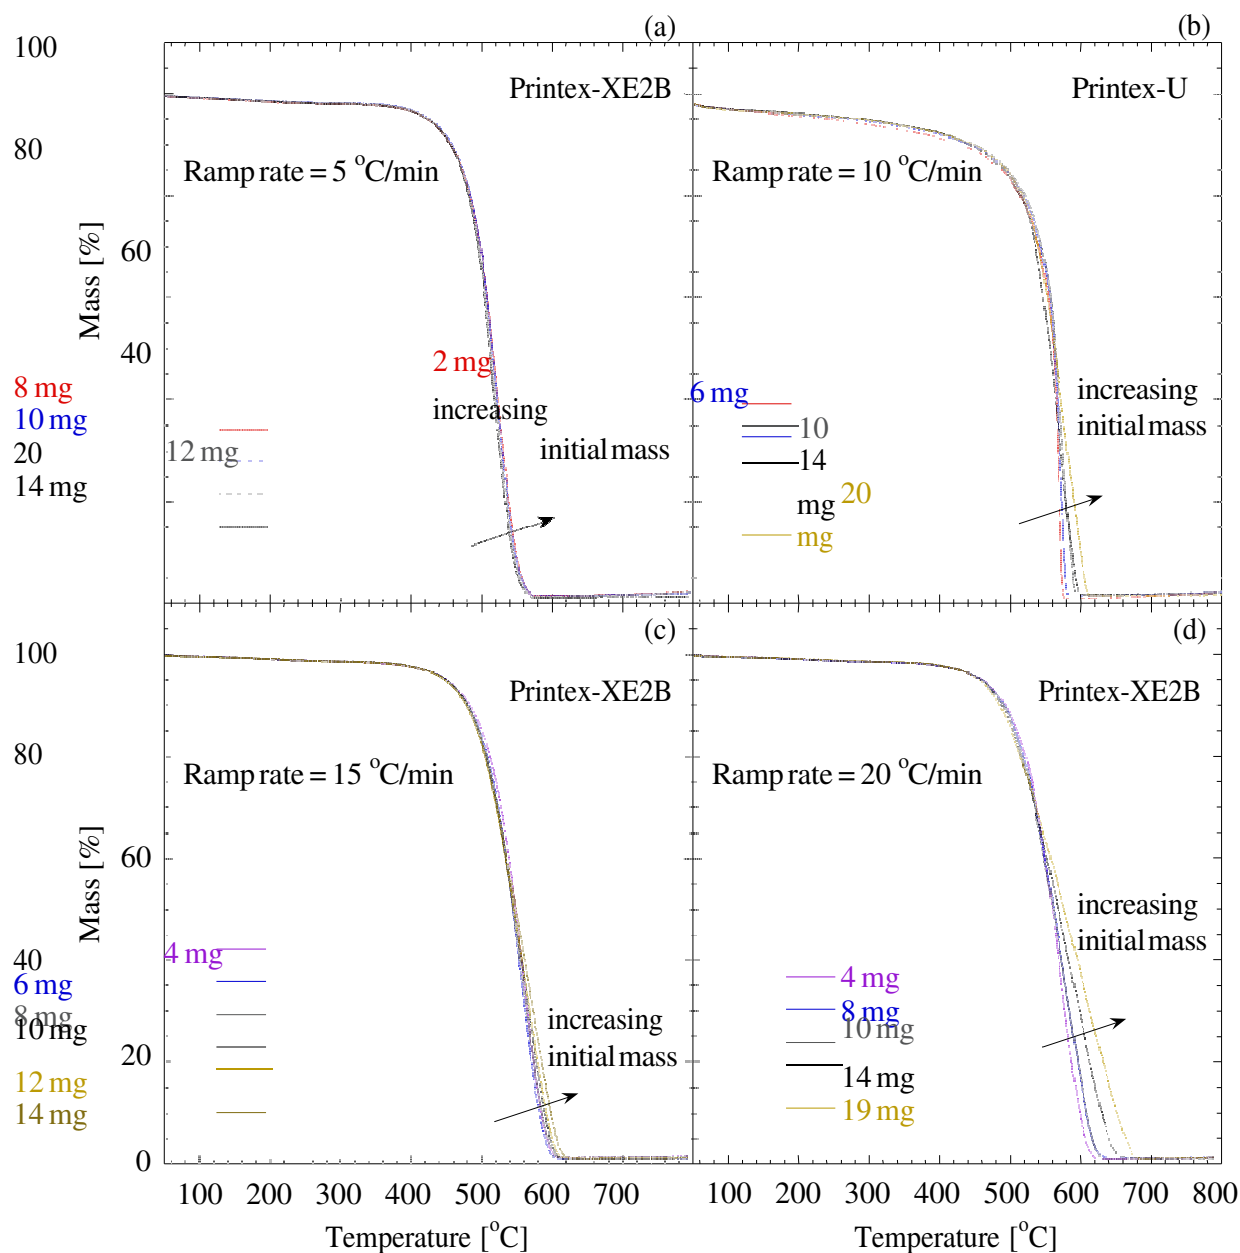 (a)
(b)
100
Printex-XE2B
Printex-U
80
Ramp rate = 5 °C/min
Ramp rate = 10 °C/min
Mass [%]
60
40
2 mg
8 mg
6 mg
increasing
10 mg
increasing
initial mass
20
12 mg
initial mass
10
14 mg
14
mg
20
mg
(c)
(d)
100
Printex-XE2B
Printex-XE2B
80
Ramp rate = 15 °C/min
Ramp rate = 20 °C/min
Mass [%]
60
increasing
initial mass
40
4 mg
4 mg
6 mg
8 mg
8 mg
10 mg
10 mg
increasing
initial mass
20
14 mg
12 mg
19 mg
14 mg
0
100 200 300 400 500 600 700
100 200 300 400 500 600 700 800
Temperature [°C]
Temperature [°C]